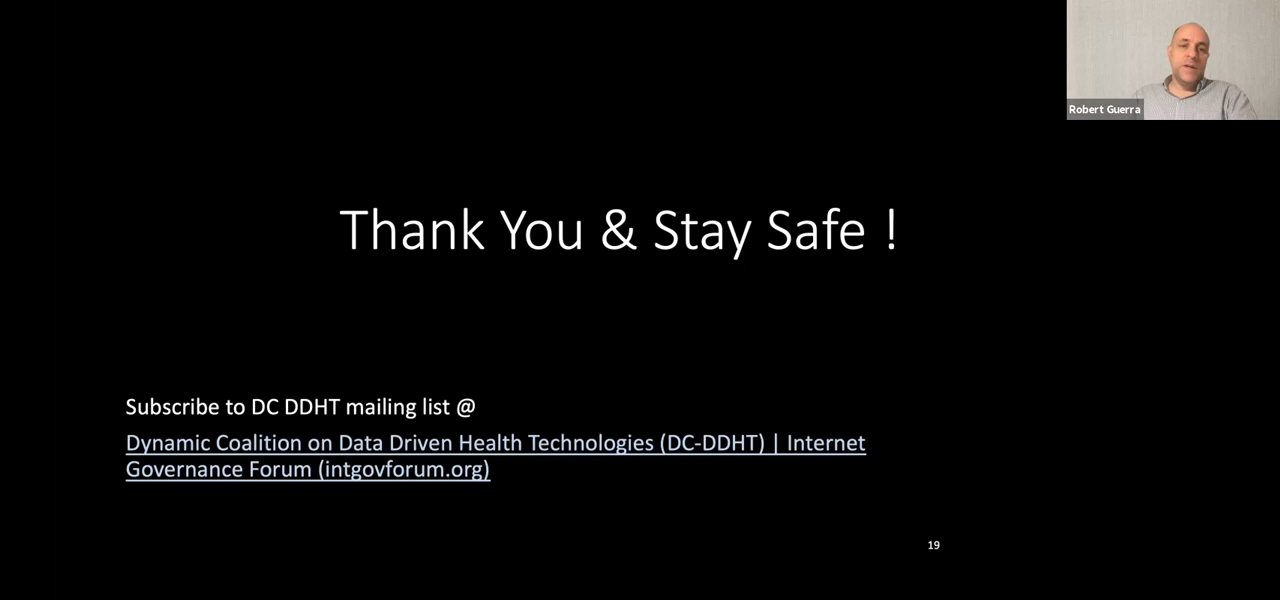 Robert Guerra
Thank You & Stay Safe !
Subscribe to DC DDHT mailing list @
Dynamic Coalition on Data Driven Health Technologies (DC-DDHT) | Internet
Governance Forum (intgovforum.org)
19